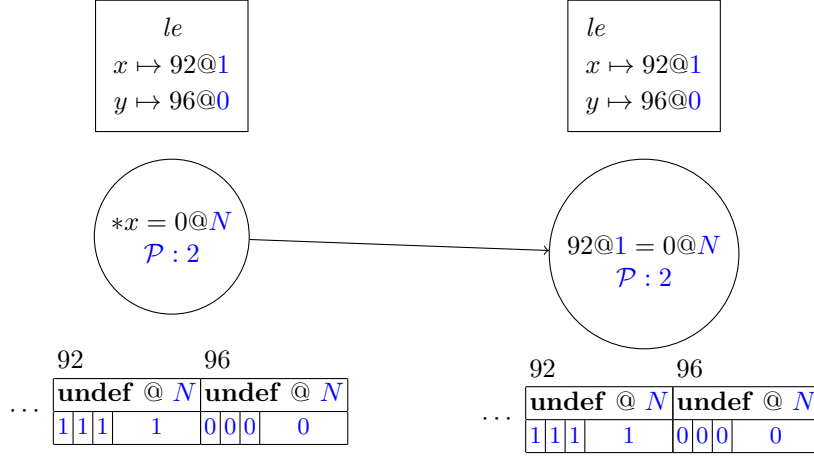 le
x ↦ 92@1
y ↦ 96@0
∗x = 0@N
𝒫 : 2
92 96
… undef @ N undef @ N
1 1 1 1 0 0 0 0
le
x ↦ 92@1
y ↦ 96@0
92@1 = 0@N
𝒫 : 2
92 96
… undef @ N undef @ N
1 1 1 1 0 0 0 0